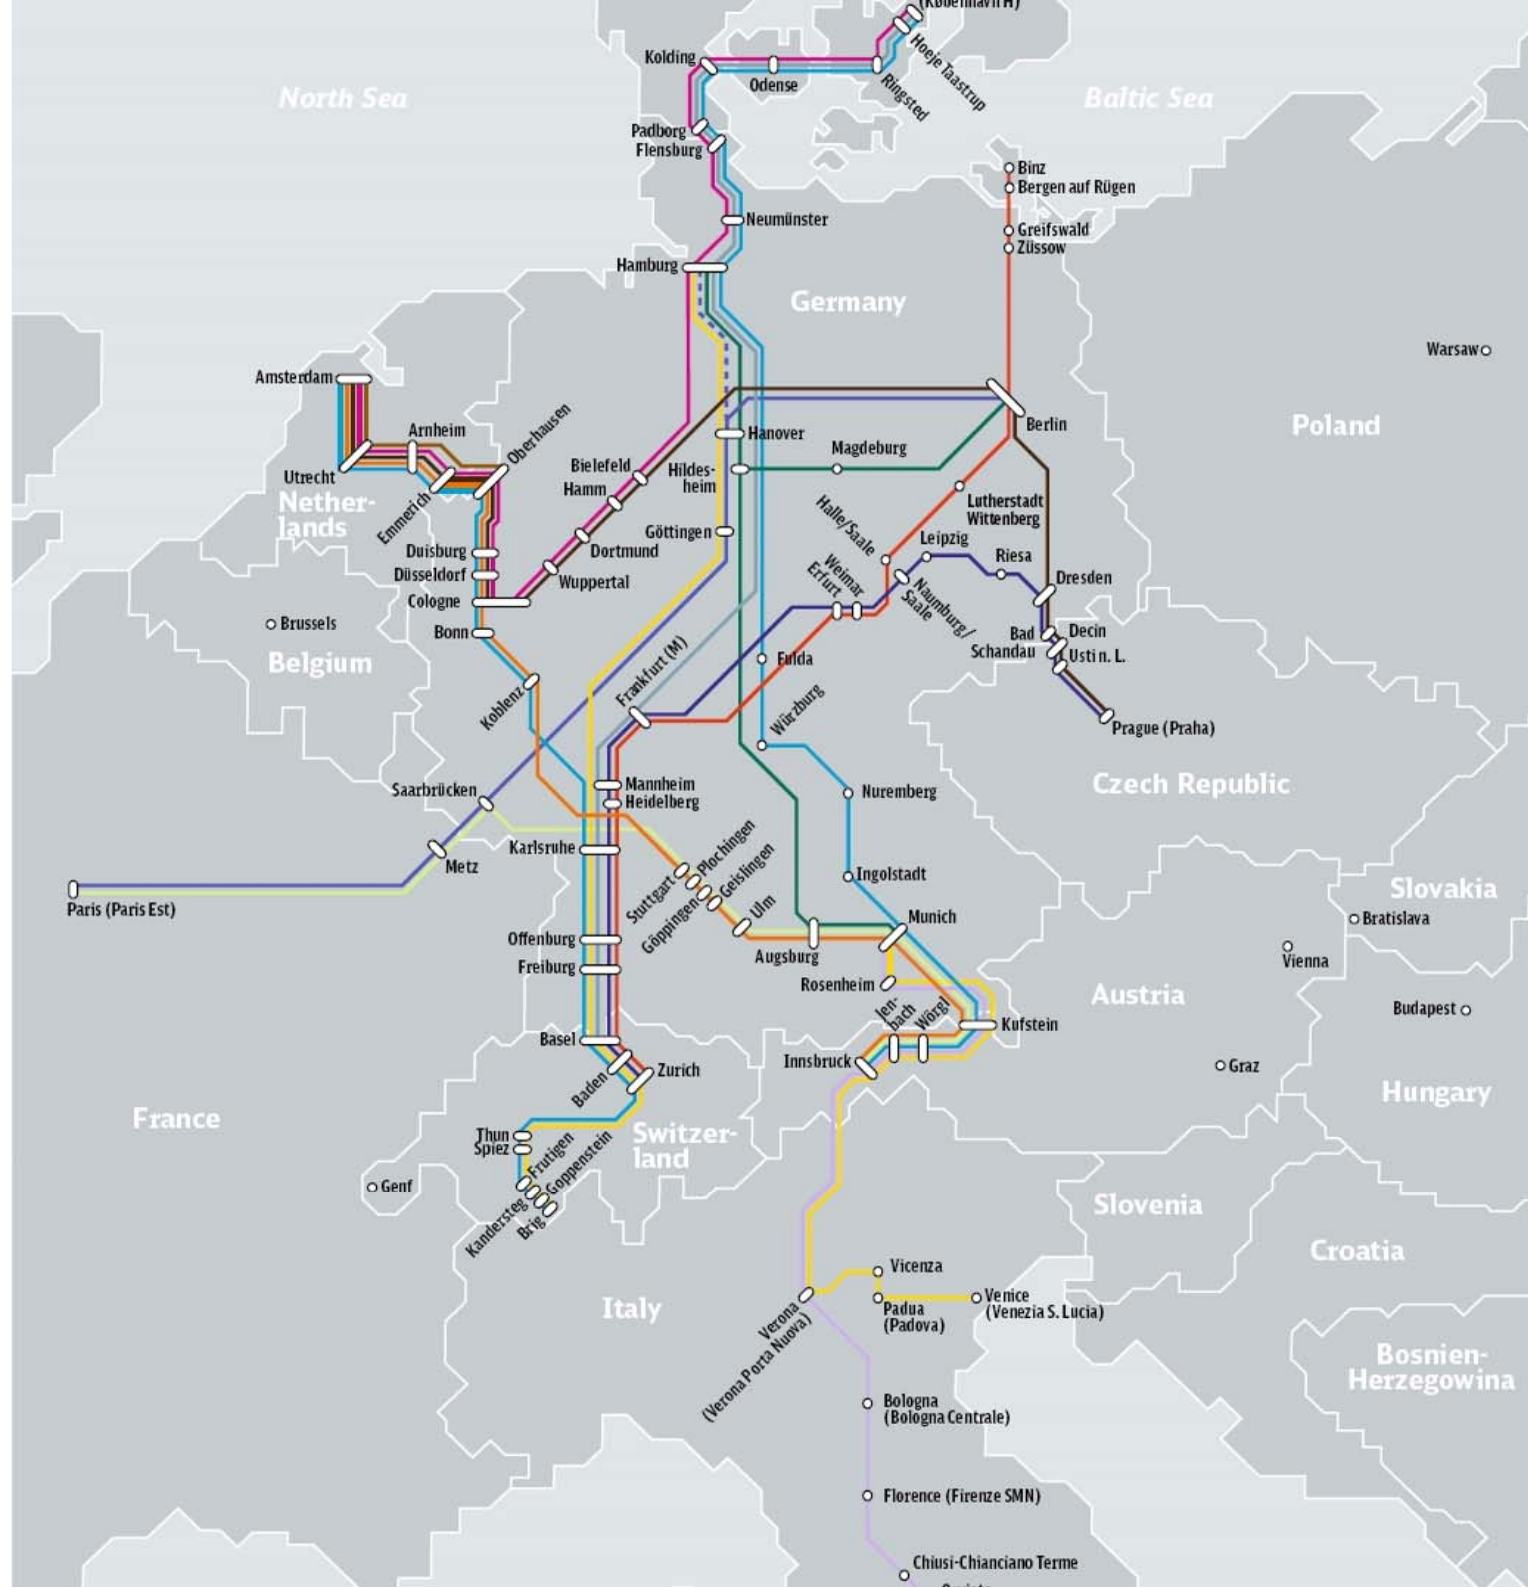 (København H)
Kolding
Odense
Hoeje Taastrup
Ringsted
North Sea
Baltic Sea
Padborg
Flensburg
Binz
Bergen auf Rügen
Neumünster
Greifswald
Züssow
Hamburg
Germany
Warsaw
Amsterdam
Berlin
Poland
Arnheim
Oberhausen
Hanover
Magdeburg
Utrecht
Nether-
lands
Emmerich
Bielefeld
Hamm
Hildes-
heim
Halle/Saale
Lutherstadt
Wittenberg
Göttingen
Leipzig
Riesa
Duisburg
Düsseldorf
Cologne
Dortmund
Wuppertal
Weimar
Erfurt
Naumburg/
Saale
Dresden
Brussels
Belgium
Bonn
Bad
Schandau
Decin
Usti n. L.
Koblenz
Frankfurt (M)
Fulda
Würzburg
Prague (Praha)
Czech Republic
Saarbrücken
Mannheim
Heidelberg
Nuremberg
Karlsruhe
Metz
Stuttgart
Plochingen
Göppingen
Geislingen
Ulm
Ingolstadt
Paris (Paris Est)
Slovakia
Bratislava
Munich
Offenburg
Freiburg
Augsburg
Rosenheim
Vienna
Austria
Budapest
Jen-
bach
Wörgl
Kufstein
Basel
Innsbruck
Zurich
Baden
Graz
Hungary
France
Thun
Spiez
Frutigen
Goppenstein
Switzer-
land
Genf
Kandersteg
Brig
Slovenia
Croatia
Vicenza
Italy
Verona
(Verona Porta Nuova)
Padua
(Padova)
Venice
(Venezia S. Lucia)
Bosnien-
Herzegowina
Bologna
(Bologna Centrale)
Florence (Firenze SMN)
Chiusi-Chianciano Terme